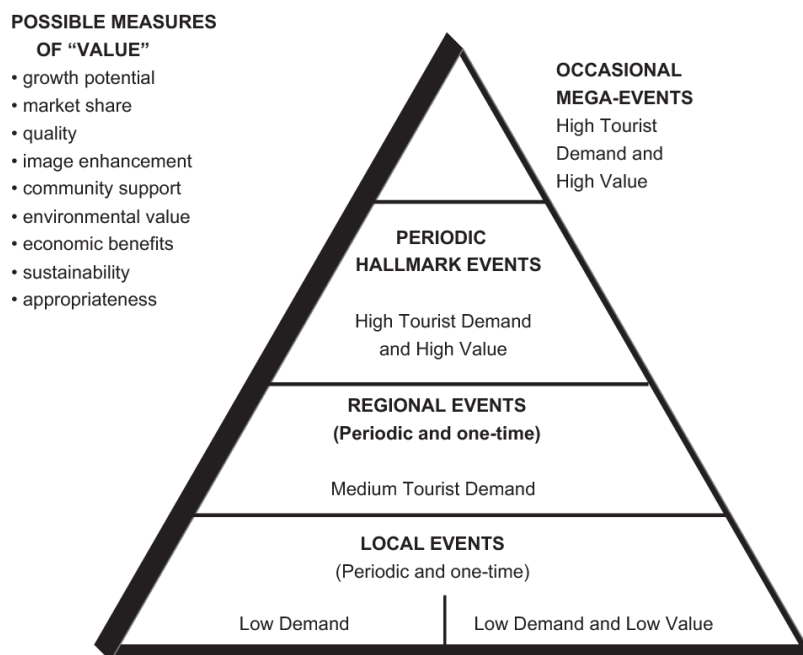 POSSIBLE MEASURES
OF “VALUE”
• growth potential
• market share
• quality
• image enhancement
• community support
• environmental value
• economic benefits
• sustainability
• appropriateness
OCCASIONAL
MEGA-EVENTS
High Tourist
Demand and
High Value
PERIODIC
HALLMARK EVENTS
High Tourist Demand
and High Value
REGIONAL EVENTS
(Periodic and one-time)
Medium Tourist Demand
LOCAL EVENTS
(Periodic and one-time)
Low Demand
Low Demand and Low Value